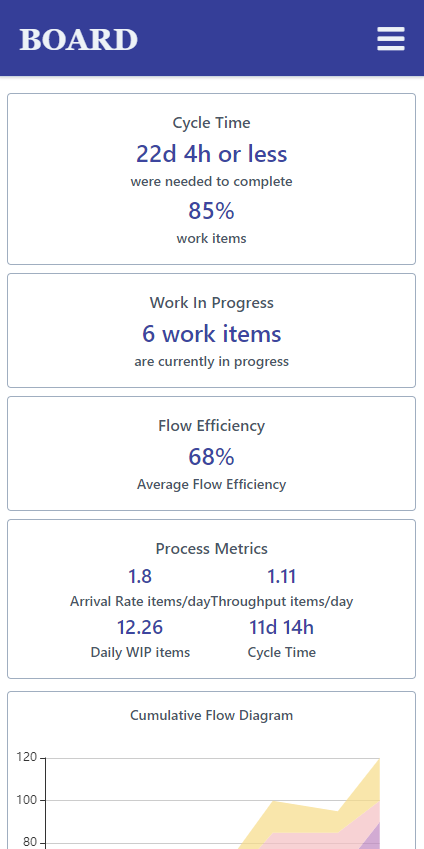 BOARD
Cycle Time
22d 4h or less
were needed to complete
85%
work items
Work In Progress
6 work items
are currently in progress
Flow Efficiency
68%
Average Flow Efficiency
Process Metrics
1.8 1.11
Arrival Rate items/dayThroughput items/day
12.26 11d 14h
Daily WIP items Cycle Time
Cumulative Flow Diagram
120
100
80